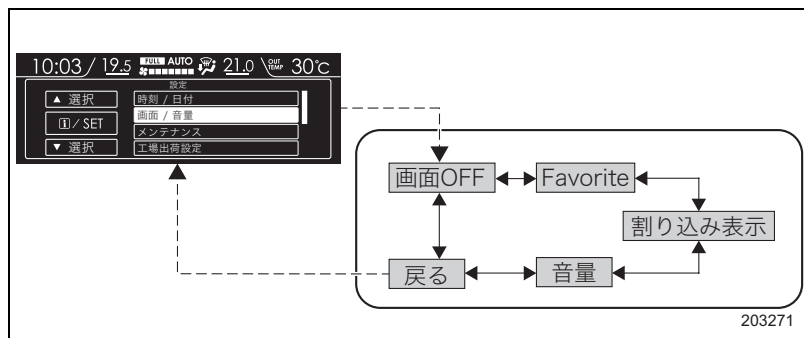 10:03 / 19.5 FULL AUTO 21.0 OUT TEMP 30℃
設定
▲ 選択
時刻 / 日付
画面 / 音量
i / SET
メンテナンス
▼ 選択
工場出荷設定
画面OFF
Favorite
割り込み表示
戻る
音量
203271